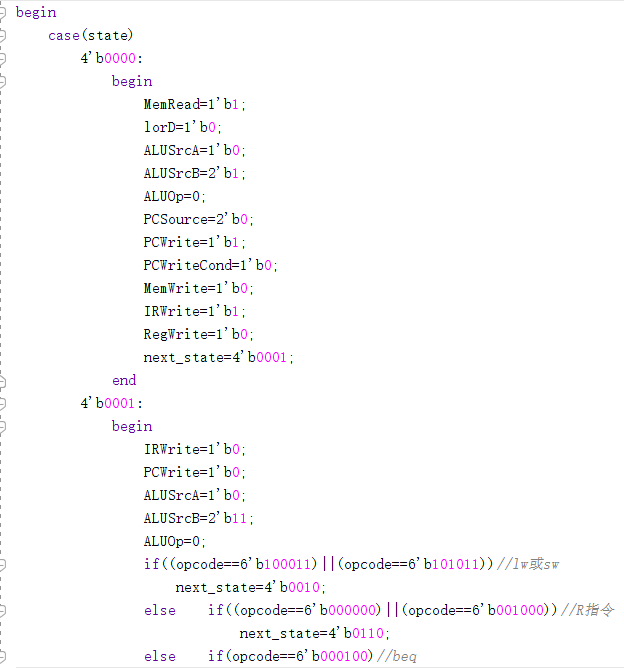 begin
case(state)
4'b0000:
begin
MemRead=1'b1;
lorD=1'b0;
ALUSrcA=1'b0;
ALUSrcB=2'b1;
ALUOp=0;
PCSource=2'b0;
PCWrite=1'b1;
PCWriteCond=1'b0;
MemWrite=1'b0;
IRWrite=1'b1;
RegWrite=1'b0;
next_state=4'b0001;
end
4'b0001:
begin
IRWrite=1'b0;
PCWrite=1'b0;
ALUSrcA=1'b0;
ALUSrcB=2'b11;
ALUOp=0;
if((opcode==6'b100011)||(opcode==6'b101011))//lw或sw
next_state=4'b0010;
else if((opcode==6'b000000)||(opcode==6'b001000))//R指令
next_state=4'b0110;
else if(opcode==6'b000100)//beq